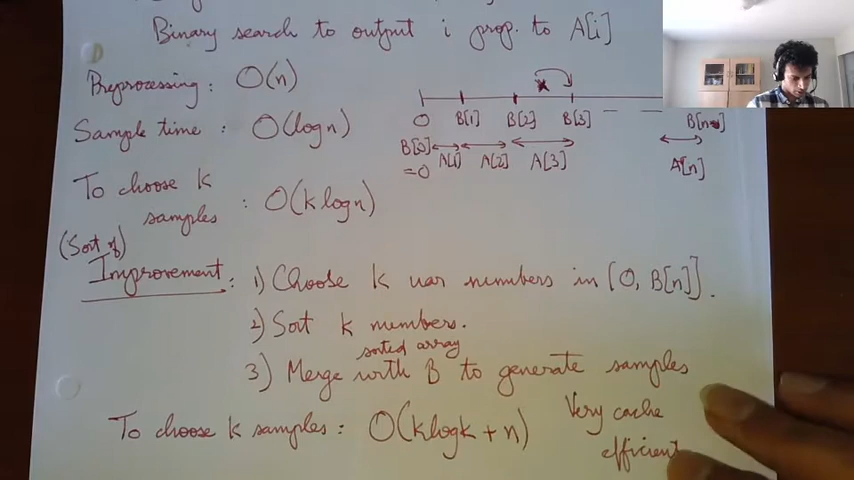 Binary search to output i prop. to A[i]
Preprocessing : O(n)
Sample time : O(log n)
0 B[1] B[2] B[3] — — B[n]
B[0] A[1] A[2] A[3] A[n]
=0
To choose k
samples : O(k log n)
(Sort of)
Improvement : 1) Choose k uar numbers in [0, B[n]].
2) Sort k numbers.
sorted array
3) Merge with B to generate samples
To choose k samples : O(k log k + n) Very cache
efficient